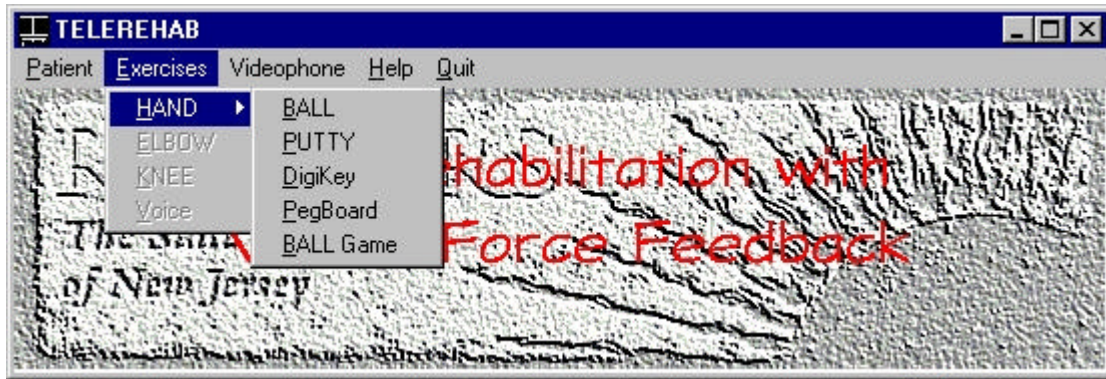 TELEREHAB
Patient Exercises Videophone Help Quit
HAND
ELBOW
KNEE
Voice
BALL
PUTTY
DigiKey
PegBoard
BALL Game
with
Force Feedback
The
of New Jersey